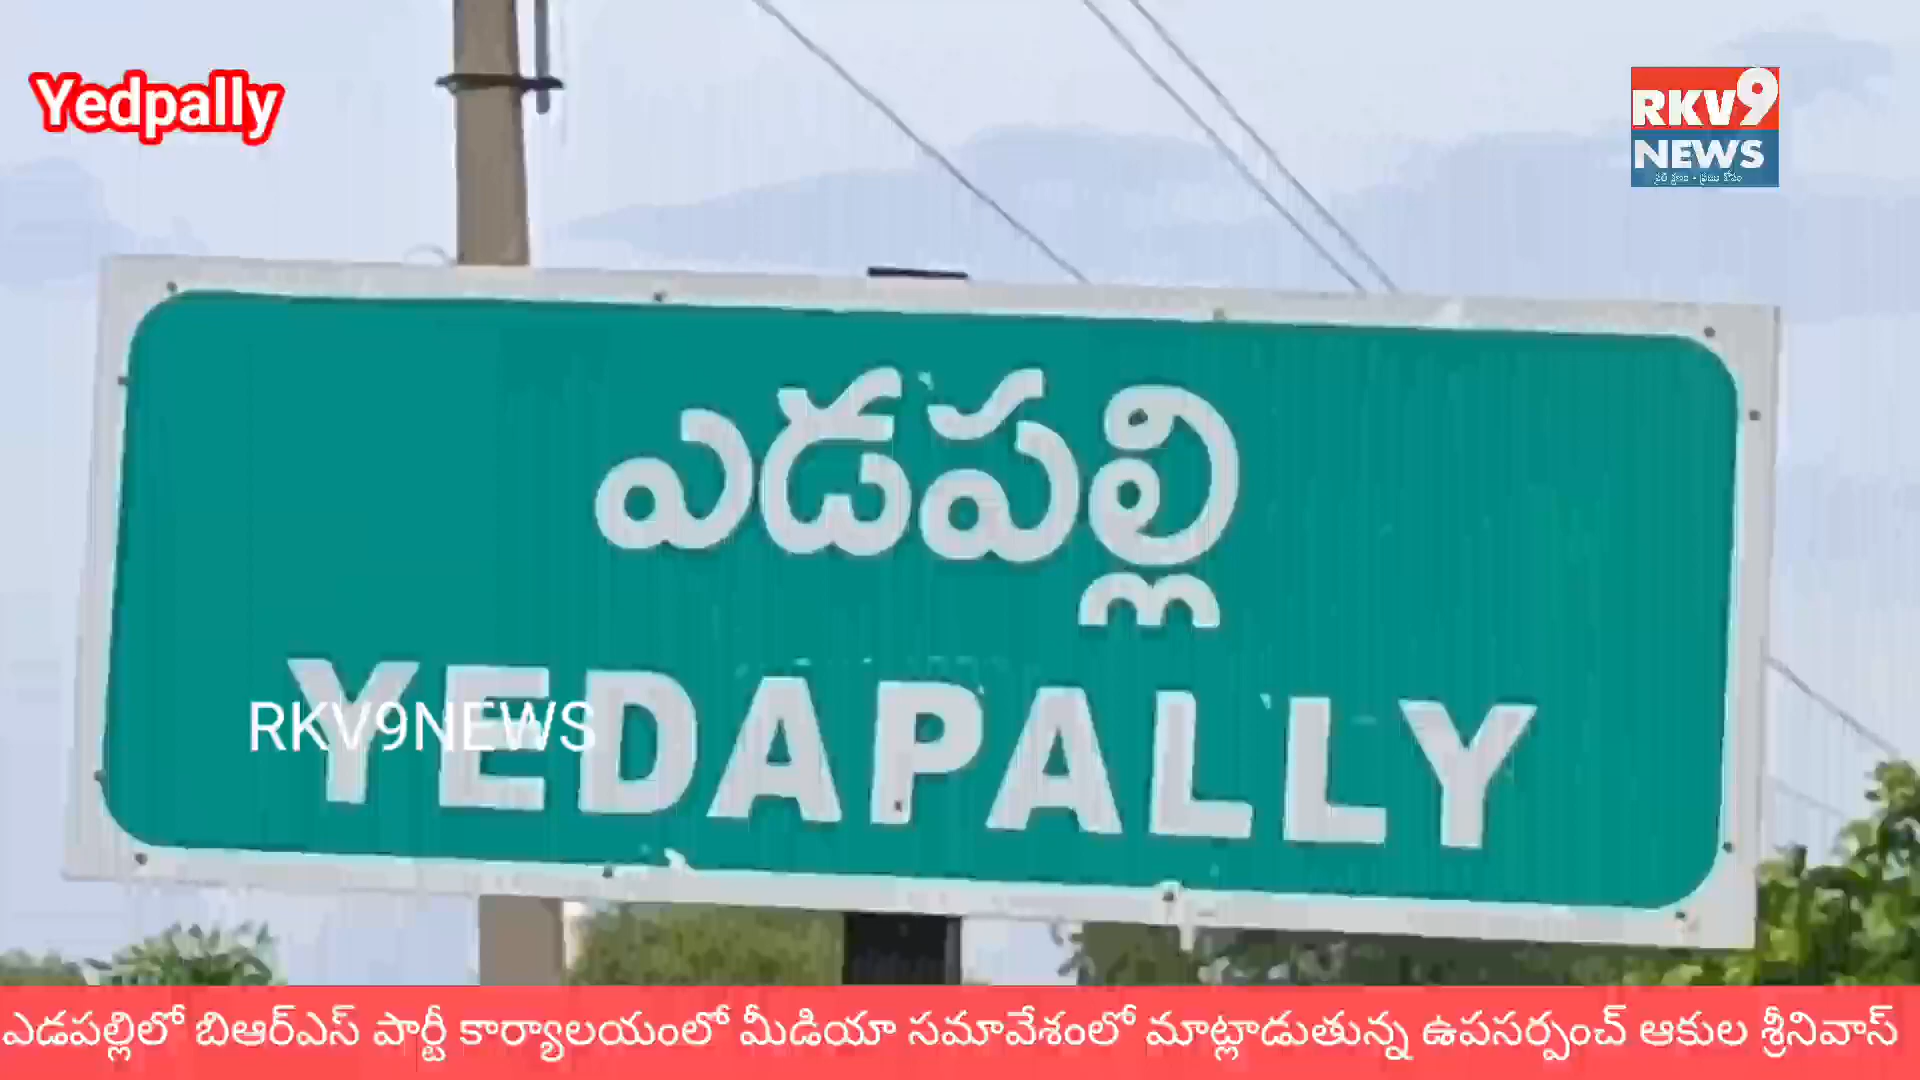 Yedpally
RKV9
NEWS
ఎడపల్లి
YEDAPALLY
RKV9NEWS
ఎడపల్లిలో బిఆర్ఎస్ పార్టీ కార్యాలయంలో మీడియా సమావేశంలో మాట్లాడుతున్న ఉపసర్పంచ్ ఆకుల శ్రీనివాస్